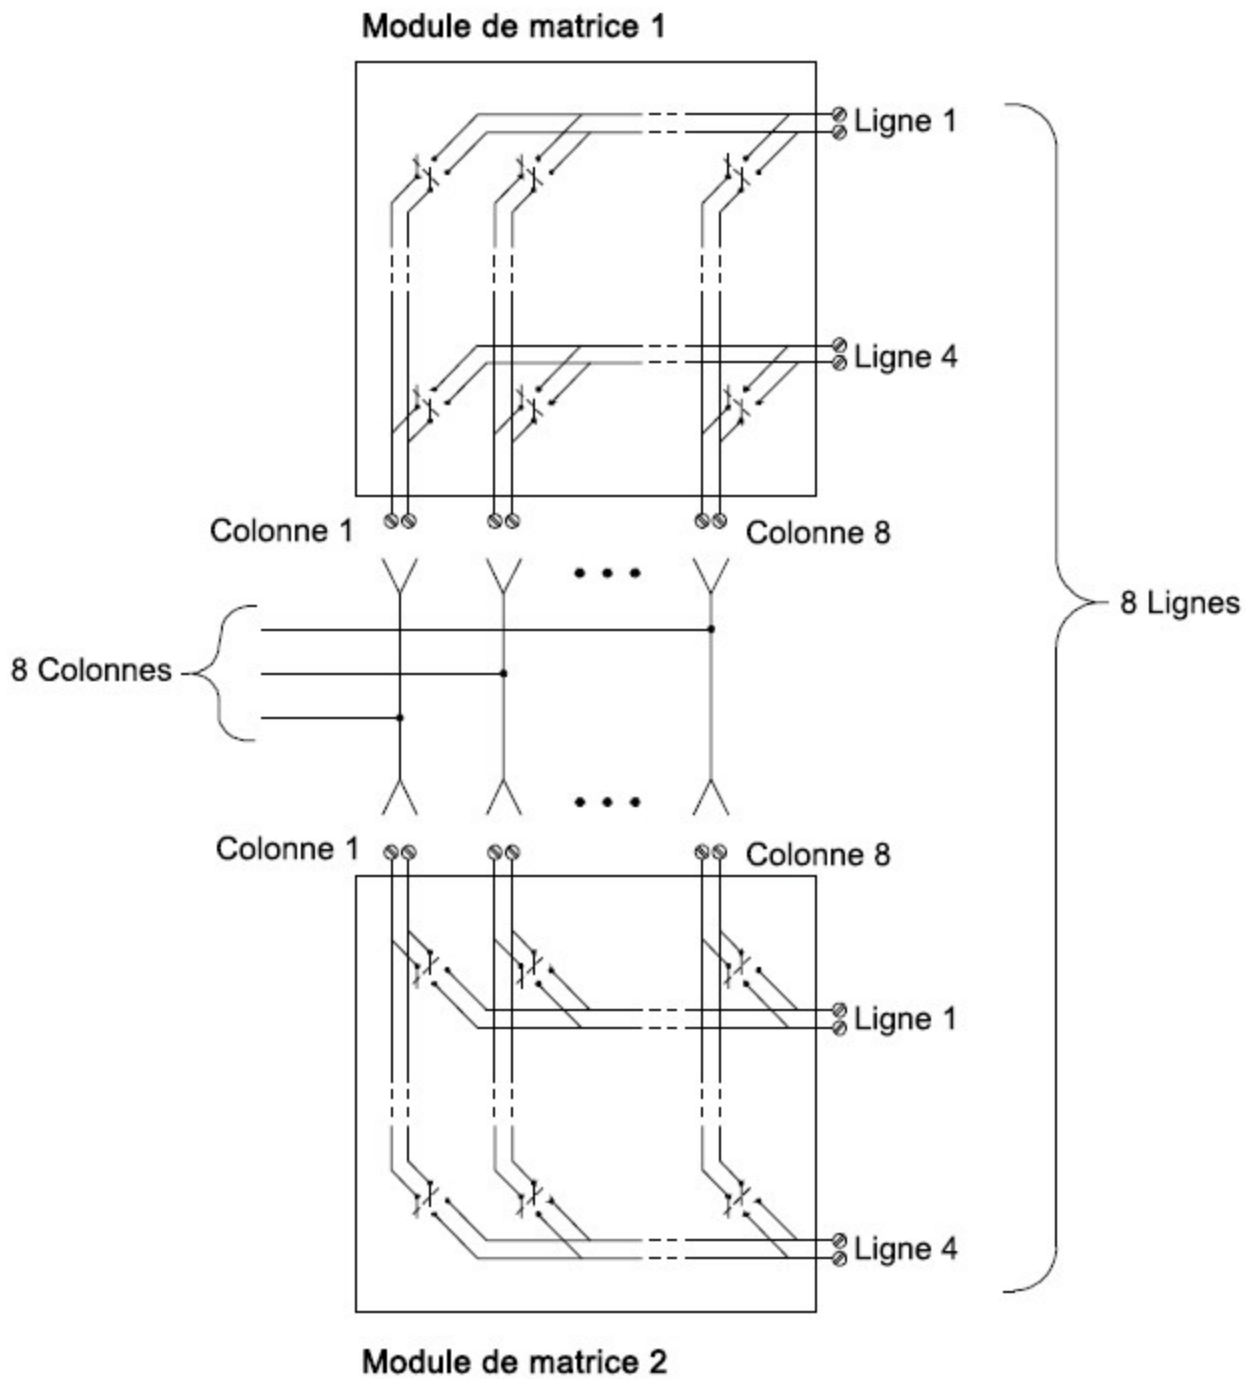 Module de matrice 1
Ligne 1
Ligne 4
Colonne 1
Colonne 8
8 Lignes
8 Colonnes
Colonne 1
Colonne 8
Ligne 1
Ligne 4
Module de matrice 2